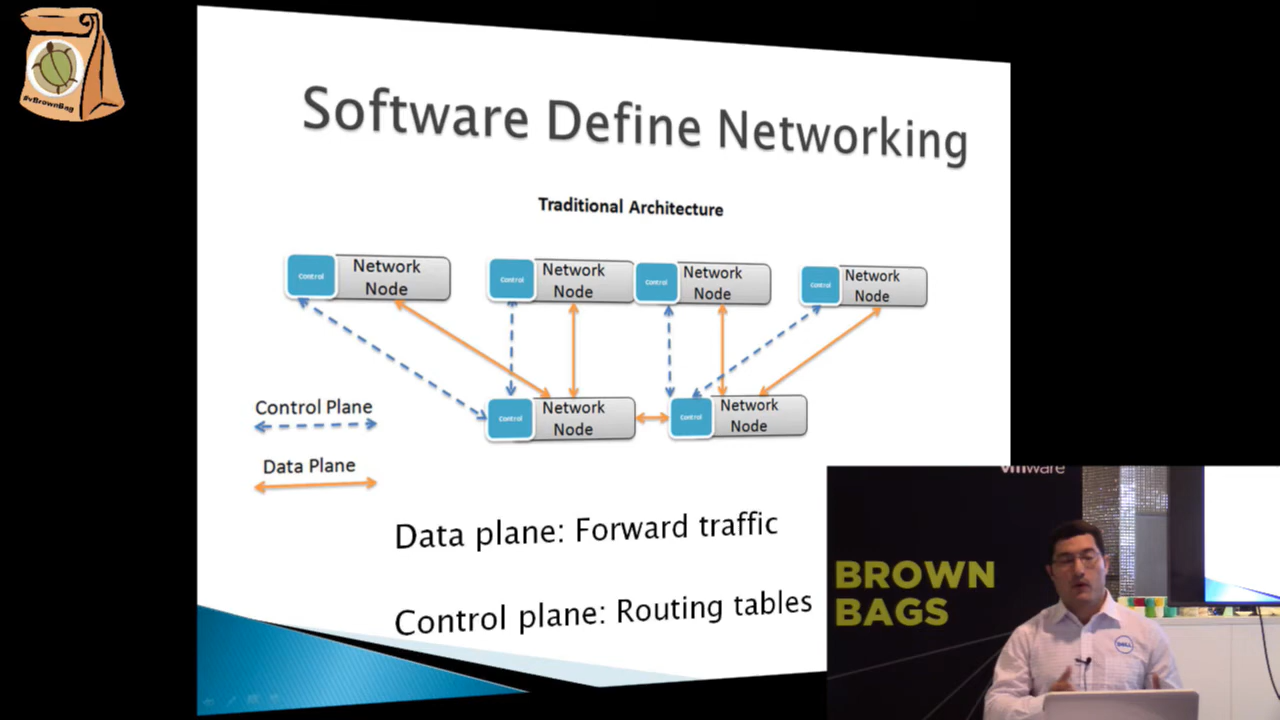 #vBrownBag
Software Define Networking
Traditional Architecture
Control
Network
Node
Control
Network
Node
Control
Network
Node
Control
Network
Node
Control
Network
Node
Control
Network
Node
Control Plane
Data Plane
Data plane: Forward traffic
Control plane: Routing tables
vmware
BROWN
BAGS
DELL